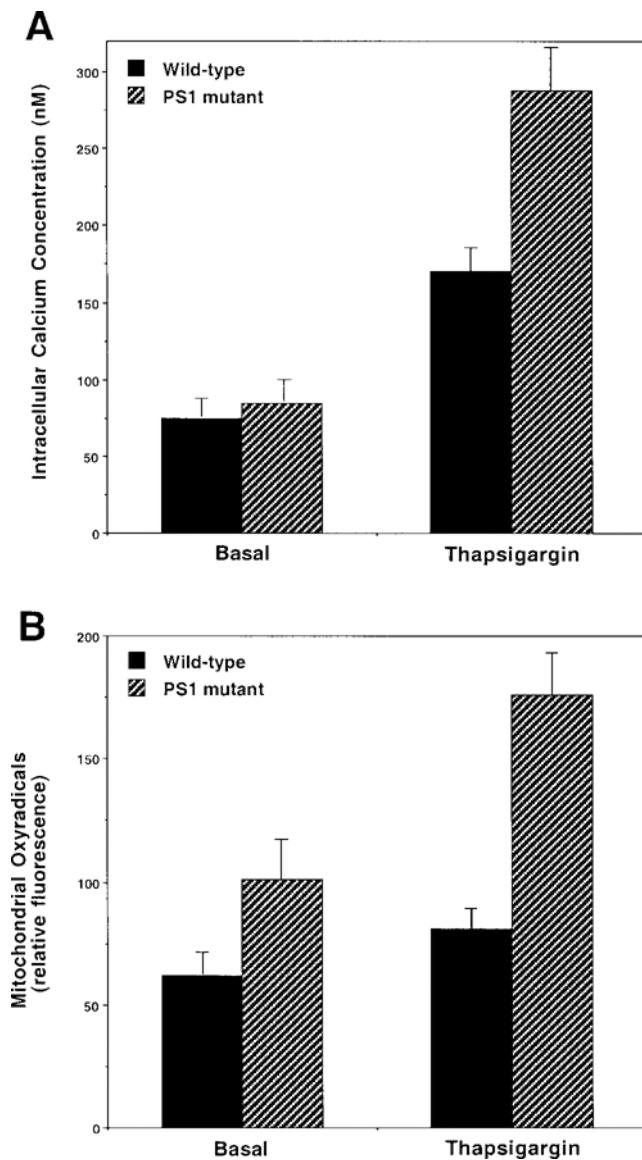 A
Wild-type
PS1 mutant
Intracellular Calcium Concentration (nM)
300
250
200
150
100
50
0
Basal
Thapsigargin
B
Wild-type
PS1 mutant
Mitochondrial Oxyradicals
(relative fluorescence)
200
150
100
50
0
Basal
Thapsigargin